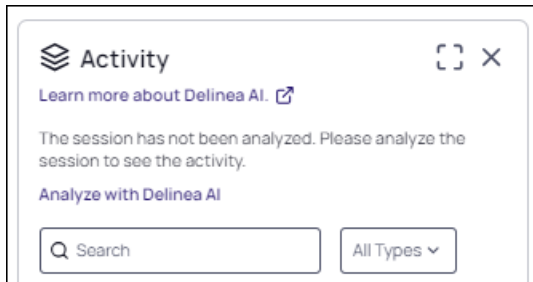 Activity
Learn more about Delinea AI.
The session has not been analyzed. Please analyze the
session to see the activity.
Analyze with Delinea AI
Search
All Types